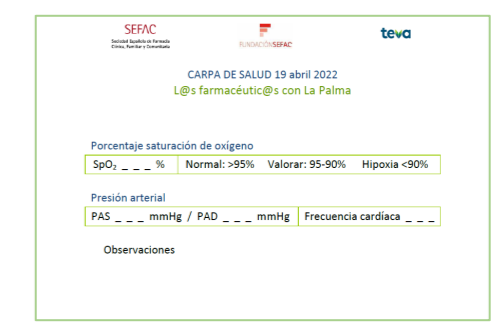 SEFAC
Sociedad Española de Farmacia
Clínica, Familiar y Comunitaria
FUNDACIÓNSEFAC
teva
CARPA DE SALUD 19 abril 2022
L@s farmacéutic@s con La Palma
Porcentaje saturación de oxígeno
SpO₂ _ _ _ % Normal: >95% Valorar: 95-90% Hipoxia <90%
Presión arterial
PAS _ _ _ mmHg / PAD _ _ _ mmHg Frecuencia cardíaca _ _ _
Observaciones